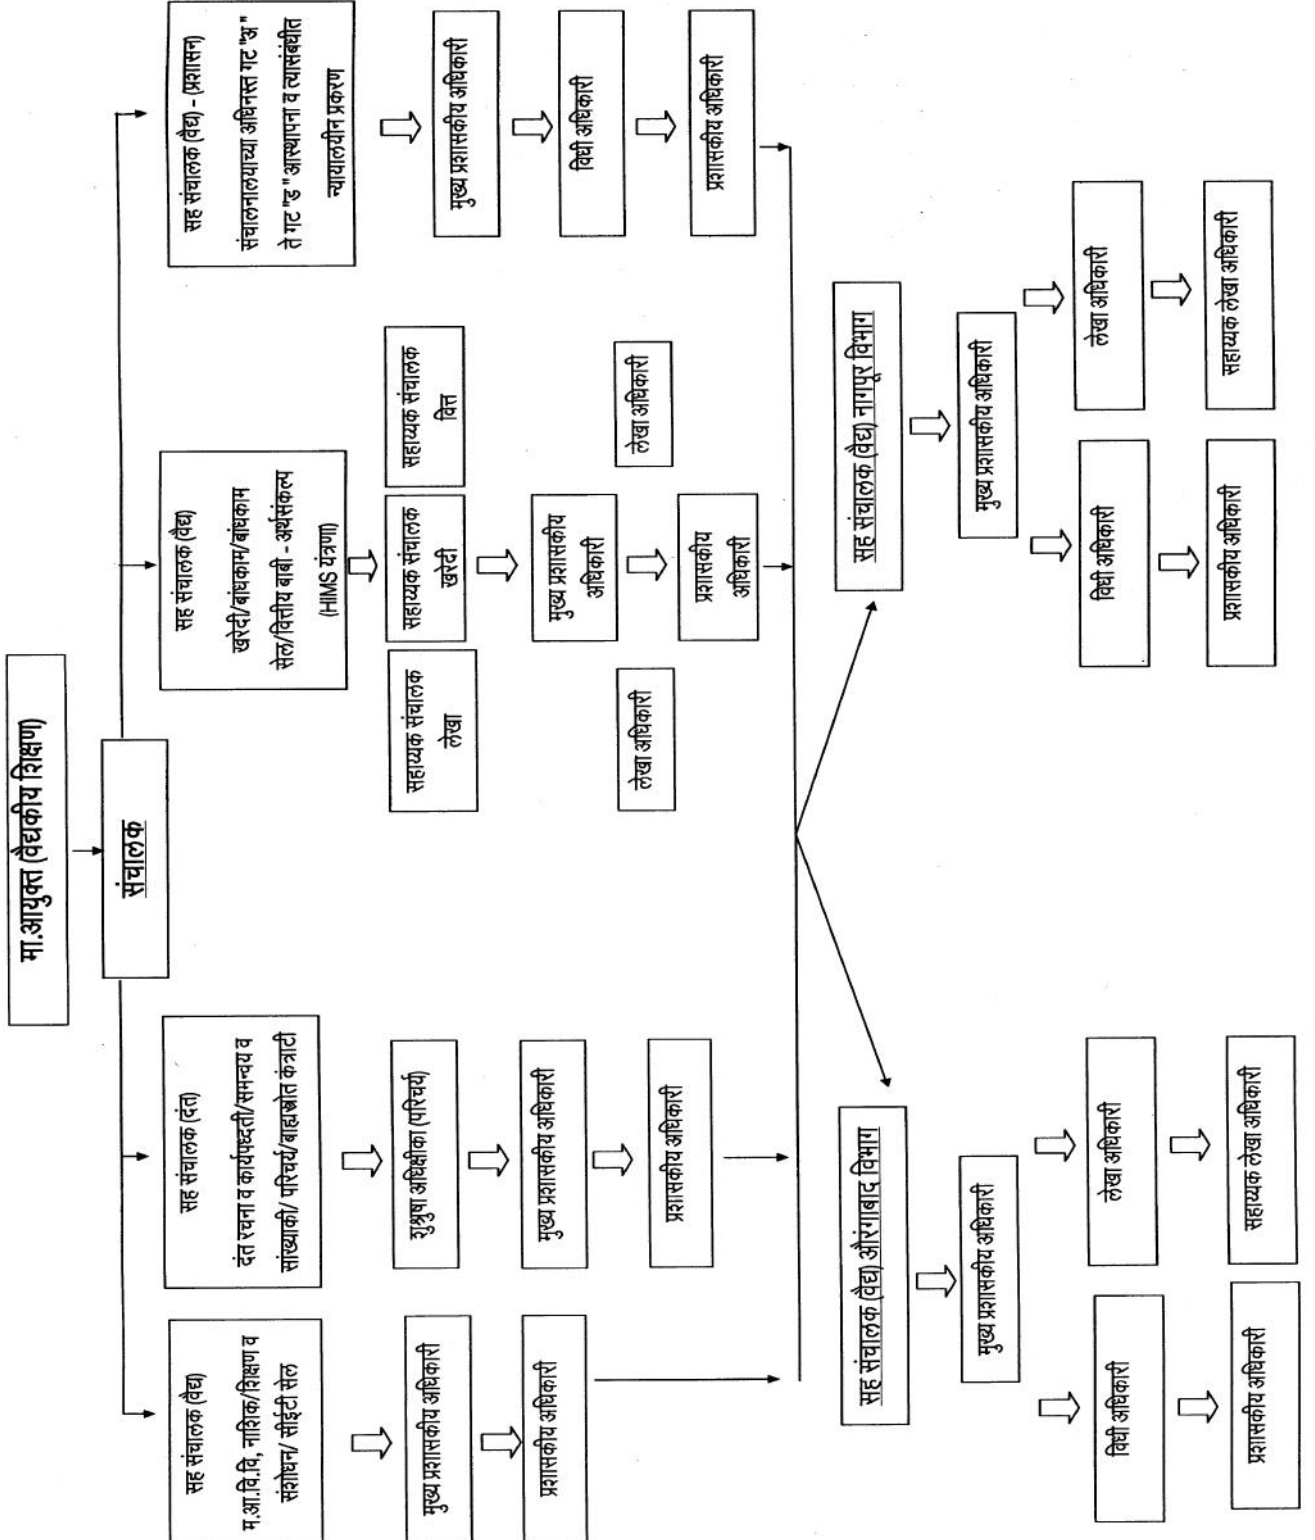 मा.आयुक्त (वैद्यकीय शिक्षण)
संचालक
सह संचालक (वैद्य)
म.आ.वि.वि, नाशिक/शिक्षण व
संशोधन/ सीईटी सेल
मुख्य प्रशासकीय अधिकारी
प्रशासकीय अधिकारी
सह संचालक (दंत)
दंत रचना व कार्यपध्दती/समन्वय व
सांख्याकी/ परिचर्य/बाह्यस्त्रोत कंत्राटी
शुश्रुषा अधिक्षीका (परिचर्य)
मुख्य प्रशासकीय अधिकारी
प्रशासकीय अधिकारी
सह संचालक (वैद्य)
खरेदी/बांधकाम/बांधकाम
सेल/वित्तीय बाबी - अर्थसंकल्प
(HIMS यंत्रणा)
सहाय्यक संचालक
लेखा
सहाय्यक संचालक
खरेदी
सहाय्यक संचालक
वित्त
मुख्य प्रशासकीय
अधिकारी
लेखा अधिकारी
लेखा अधिकारी
प्रशासकीय
अधिकारी
सह संचालक (वैद्य) - (प्रशासन)
संचालनालयाच्या अधिनस्त गट "अ"
ते गट "ड" आस्थापना व त्यासंबंधीत
न्यायालयीन प्रकरण
मुख्य प्रशासकीय अधिकारी
विधी अधिकारी
प्रशासकीय अधिकारी
सह संचालक (वैद्य) औरंगाबाद विभाग
मुख्य प्रशासकीय अधिकारी
विधी अधिकारी
लेखा अधिकारी
प्रशासकीय अधिकारी
सहाय्यक लेखा अधिकारी
सह संचालक (वैद्य) नागपूर विभाग
मुख्य प्रशासकीय अधिकारी
विधी अधिकारी
लेखा अधिकारी
प्रशासकीय अधिकारी
सहाय्यक लेखा अधिकारी